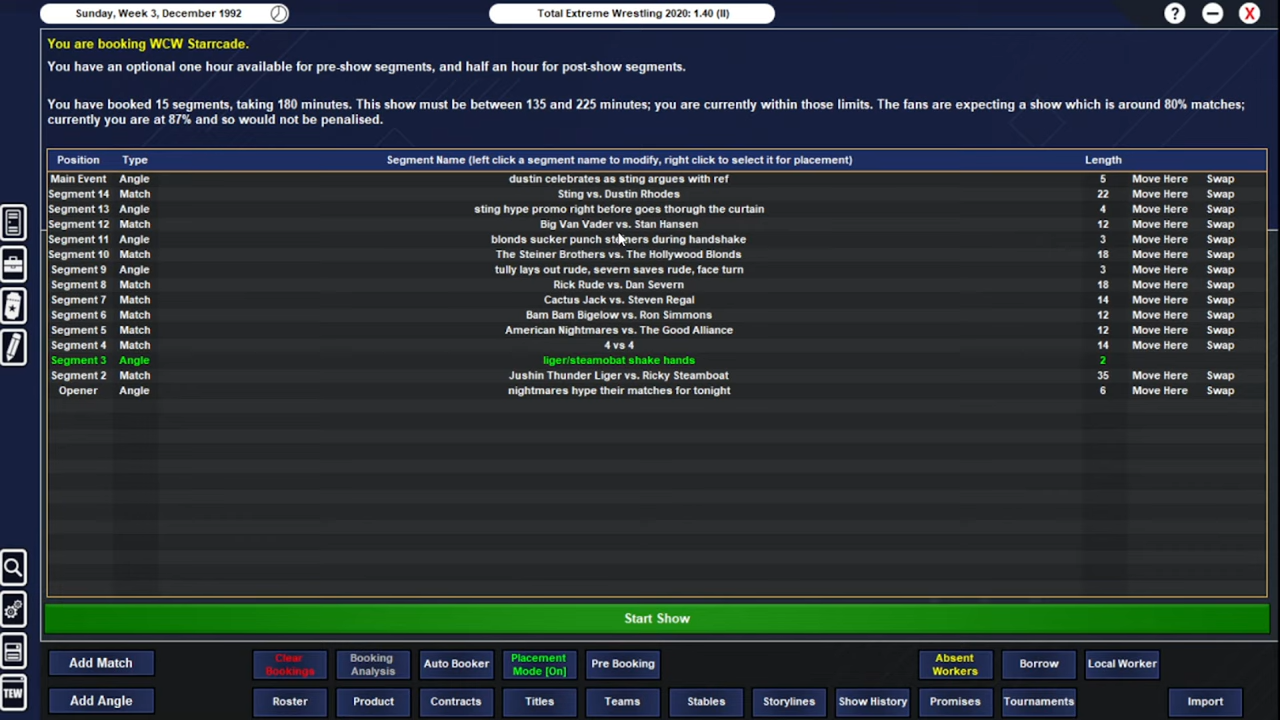 Sunday, Week 3, December 1992
Total Extreme Wrestling 2020: 1.40 (II)
? X
You are booking WCW Starrcade.
You have an optional one hour available for pre-show segments, and half an hour for post-show segments.
You have booked 15 segments, taking 180 minutes. This show must be between 135 and 225 minutes; you are currently within those limits. The fans are expecting a show which is around 80% matches;
currently you are at 87% and so would not be penalised.
Position Type Segment Name (left click a segment name to modify, right click to select it for placement) Length
Main Event Angle dustin celebrates as sting argues with ref 5 Move Here Swap
Segment 14 Match Sting vs. Dustin Rhodes 22 Move Here Swap
Segment 13 Angle sting hype promo right before goes thorugh the curtain 4 Move Here Swap
Segment 12 Match Big Van Vader vs. Stan Hansen 12 Move Here Swap
Segment 11 Angle blonds sucker punch steiners during handshake 3 Move Here Swap
Segment 10 Match The Steiner Brothers vs. The Hollywood Blonds 18 Move Here Swap
Segment 9 Angle tully lays out rude, severn saves rude, face turn 3 Move Here Swap
Segment 8 Match Rick Rude vs. Dan Severn 18 Move Here Swap
Segment 7 Match Cactus Jack vs. Steven Regal 14 Move Here Swap
Segment 6 Match Bam Bam Bigelow vs. Ron Simmons 12 Move Here Swap
Segment 5 Match American Nightmares vs. The Good Alliance 12 Move Here Swap
Segment 4 Match 4 vs 4 14 Move Here Swap
Segment 3 Angle liger/steamobat shake hands 2
Segment 2 Match Jushin Thunder Liger vs. Ricky Steamboat 35 Move Here Swap
Opener Angle nightmares hype their matches for tonight 6 Move Here Swap
Start Show
Add Match Clear Bookings Booking Analysis Auto Booker Placement Mode [On] Pre Booking Absent Workers Borrow Local Worker
TEW
Add Angle Roster Product Contracts Titles Teams Stables Storylines Show History Promises Tournaments Import